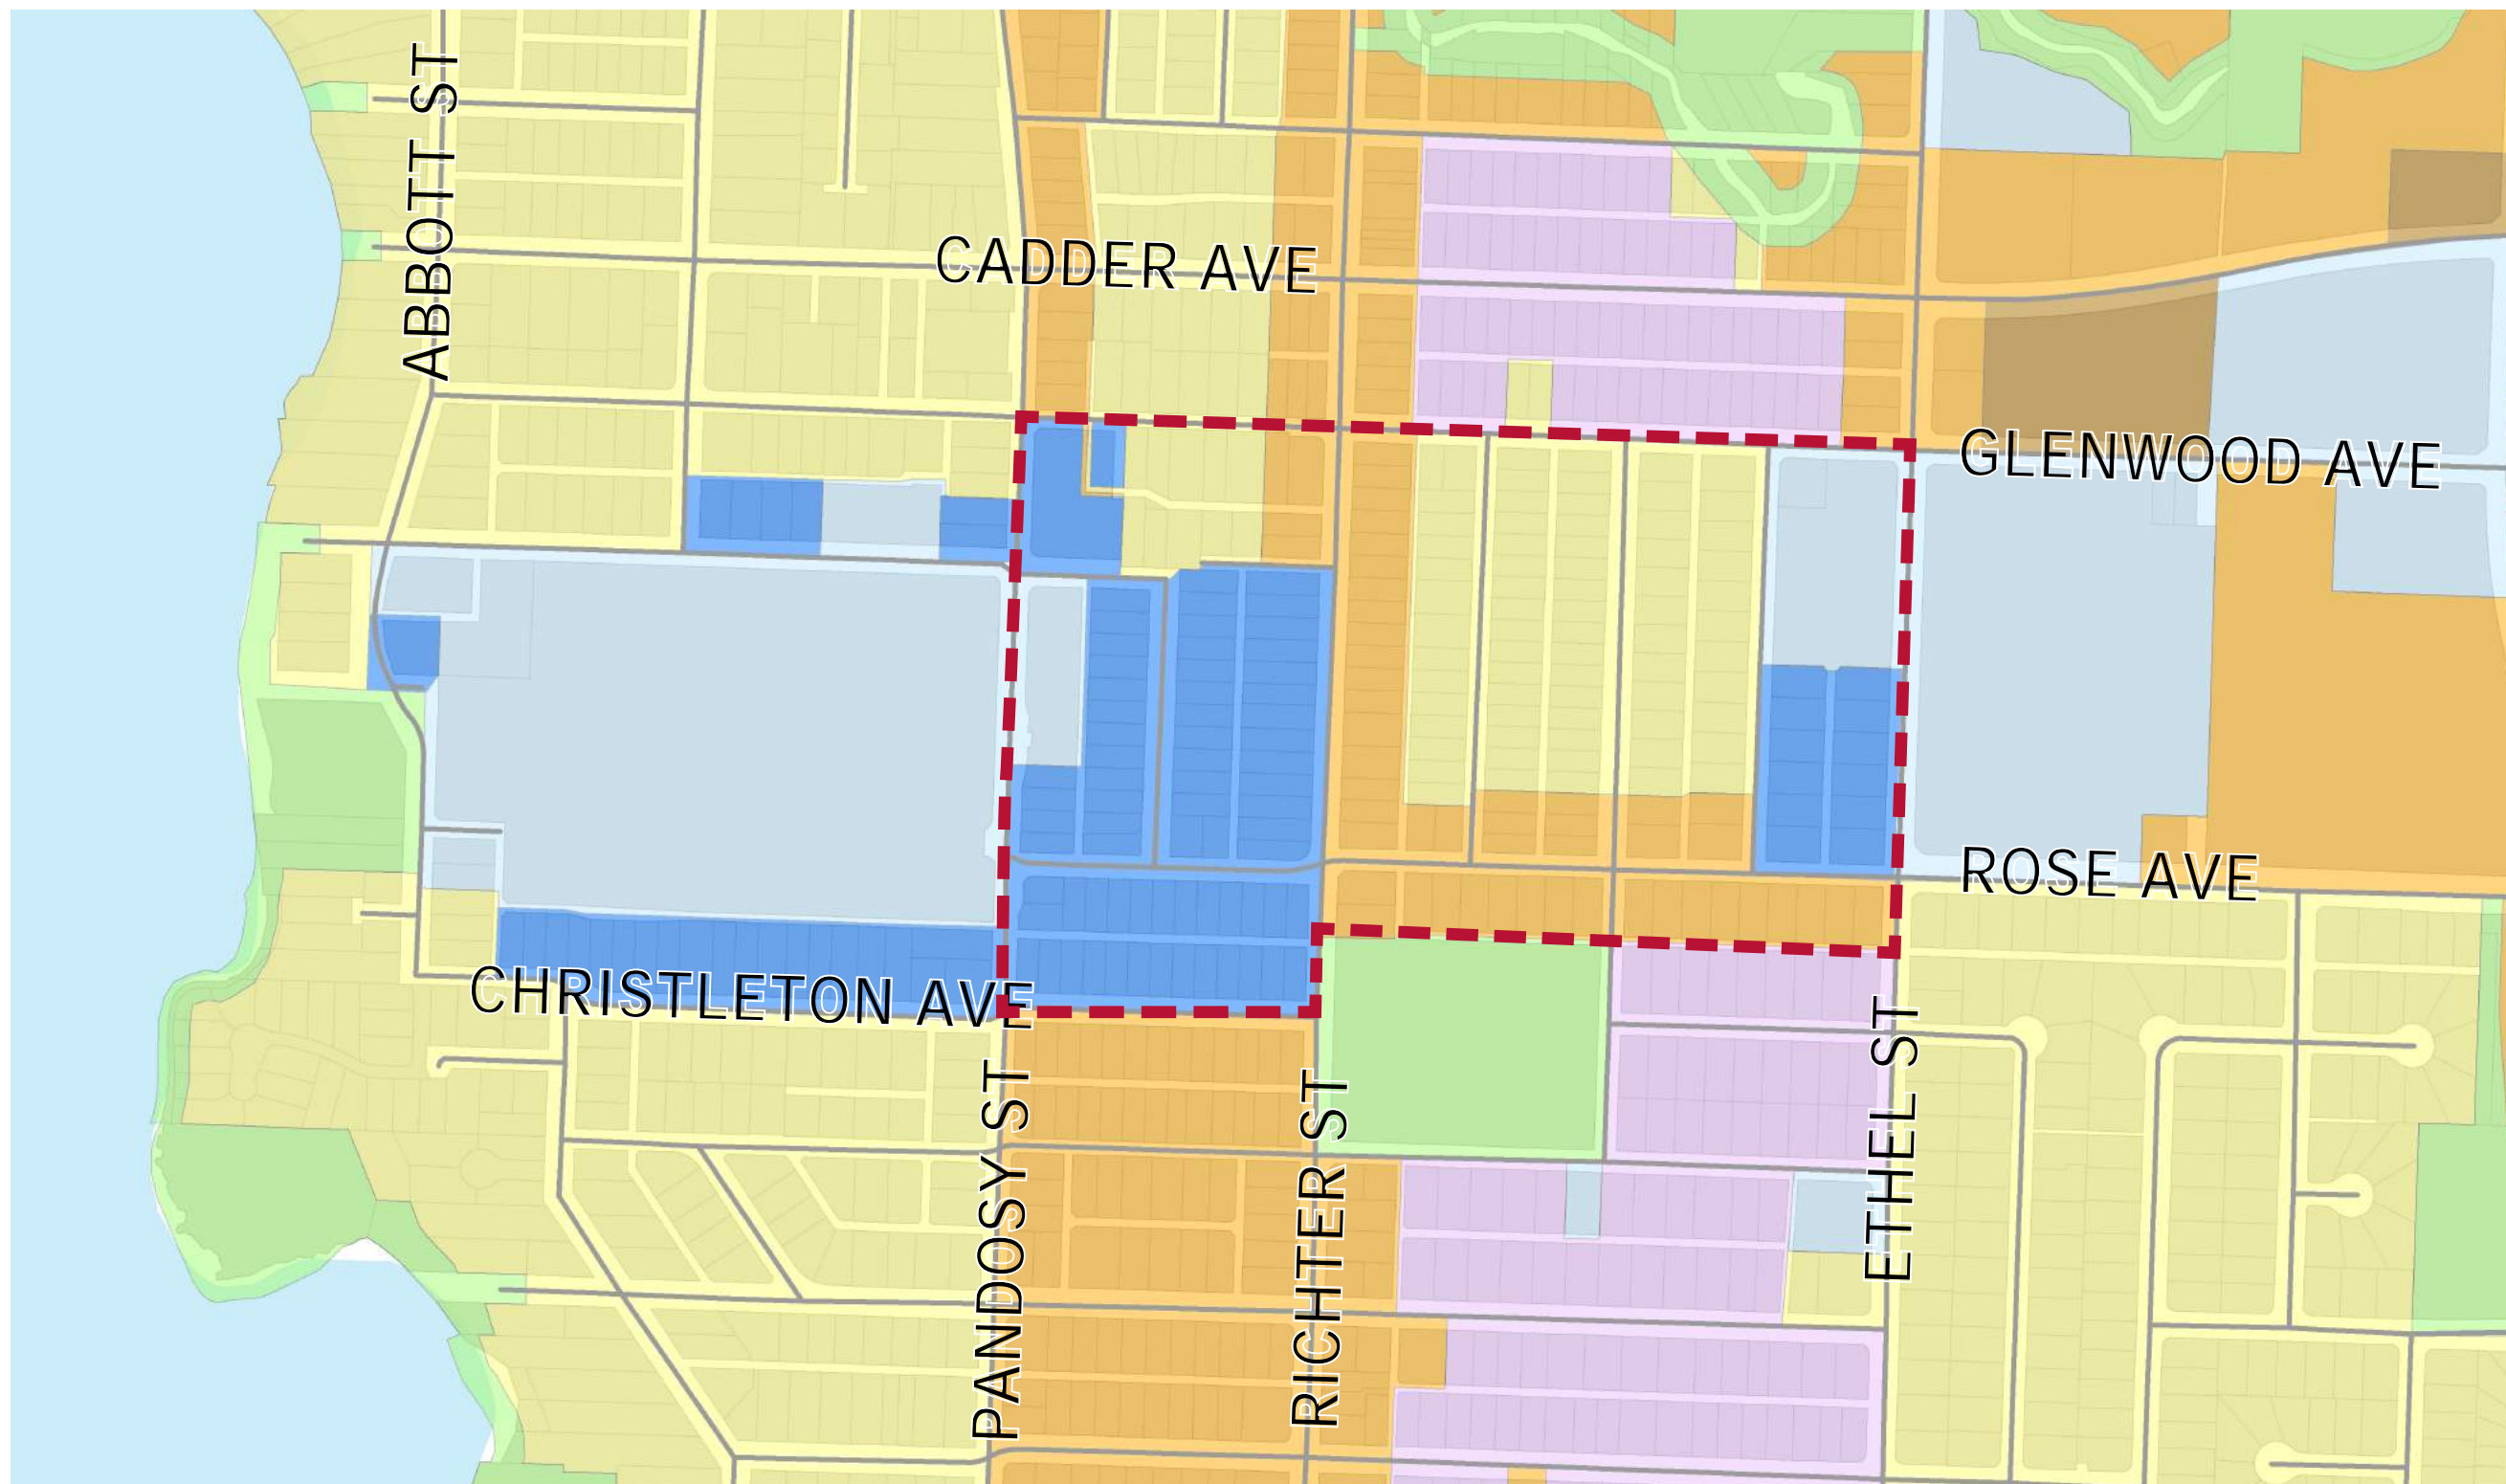 ABBOTT ST
CADDER AVE
GLENWOOD AVE
ROSE AVE
CHRISTLETON AVE
PANDOSY ST
RICHTER ST
ETHEL ST